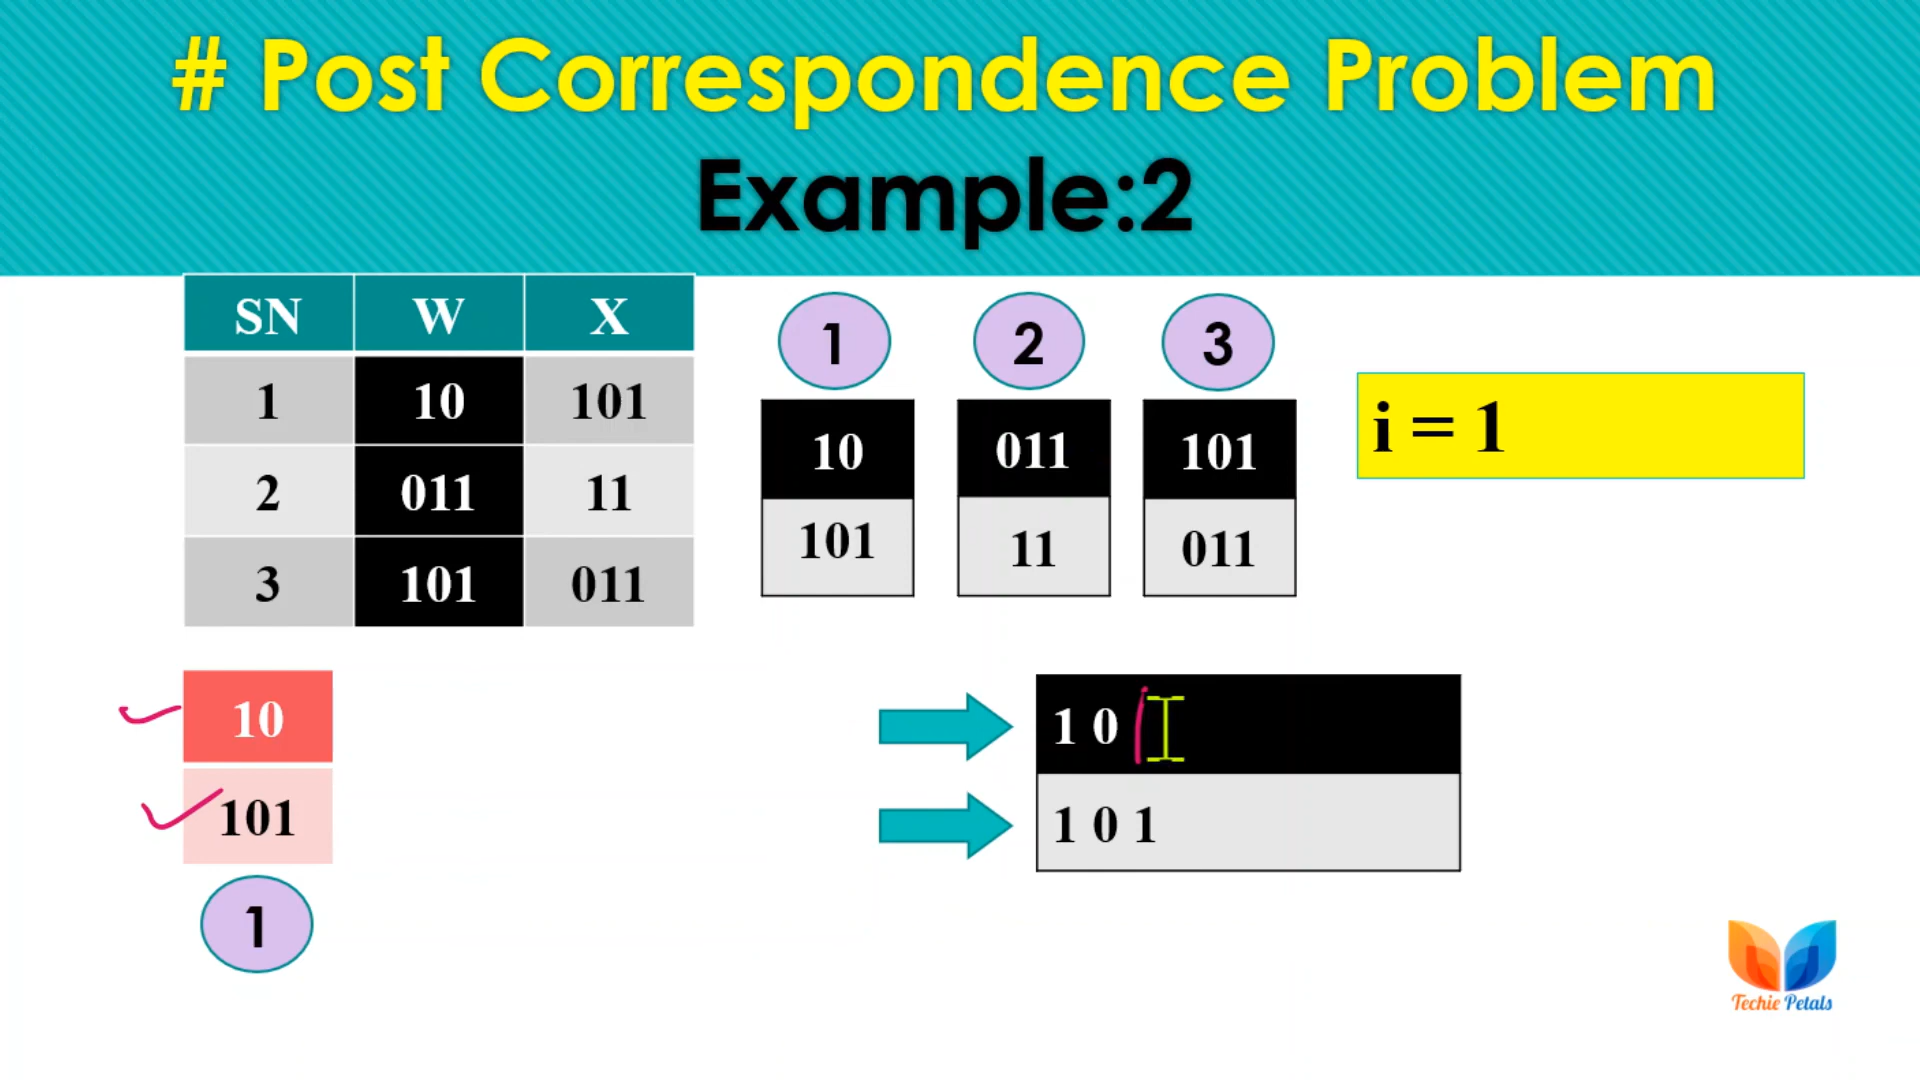 # Post Correspondence Problem
Example:2
SN W X
1 10 101
2 011 11
3 101 011
1 2 3
10 011 101
101 11 011
i = 1
10
101
1
1 0
1 0 1
Techie Petals